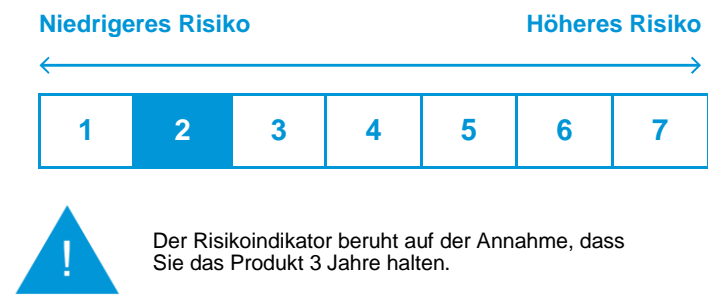 Niedrigeres Risiko Höheres Risiko
1 2 3 4 5 6 7
!
Der Risikoindikator beruht auf der Annahme, dass
Sie das Produkt 3 Jahre halten.